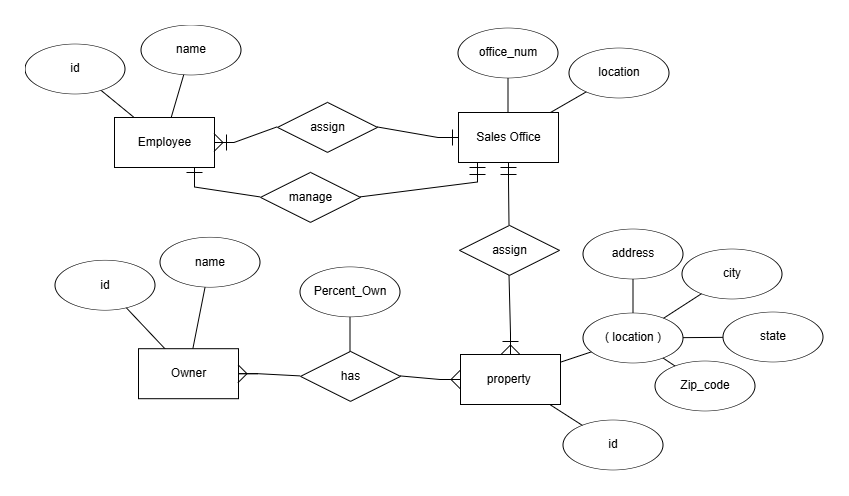 name
office_num
id
location
assign
Sales Office
Employee
manage
assign
address
name
city
id
Percent_Own
( location )
state
Owner
has
property
Zip_code
id